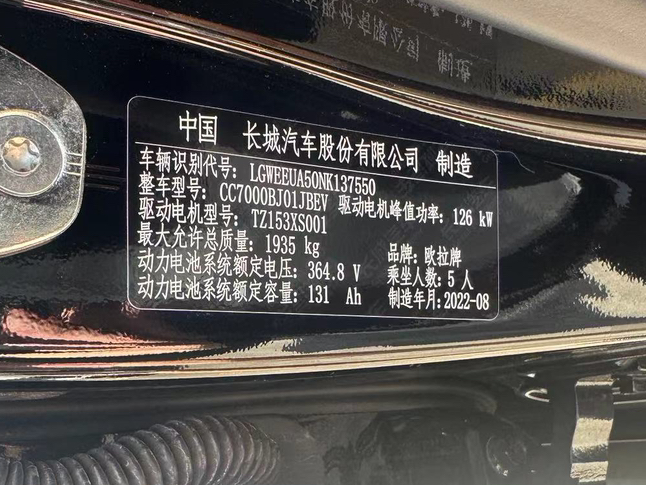 中国 长城汽车股份有限公司 制造
车辆识别代号: LGWEEUA50NK137550
整车型号: CC7000BJ01JBEV 驱动电机峰值功率: 126 kW
驱动电机型号: TZ153XS001
最大允许总质量: 1935 kg 品牌: 欧拉牌
动力电池系统额定电压: 364.8 V 乘坐人数: 5 人
动力电池系统额定容量: 131 Ah 制造年月: 2022-08